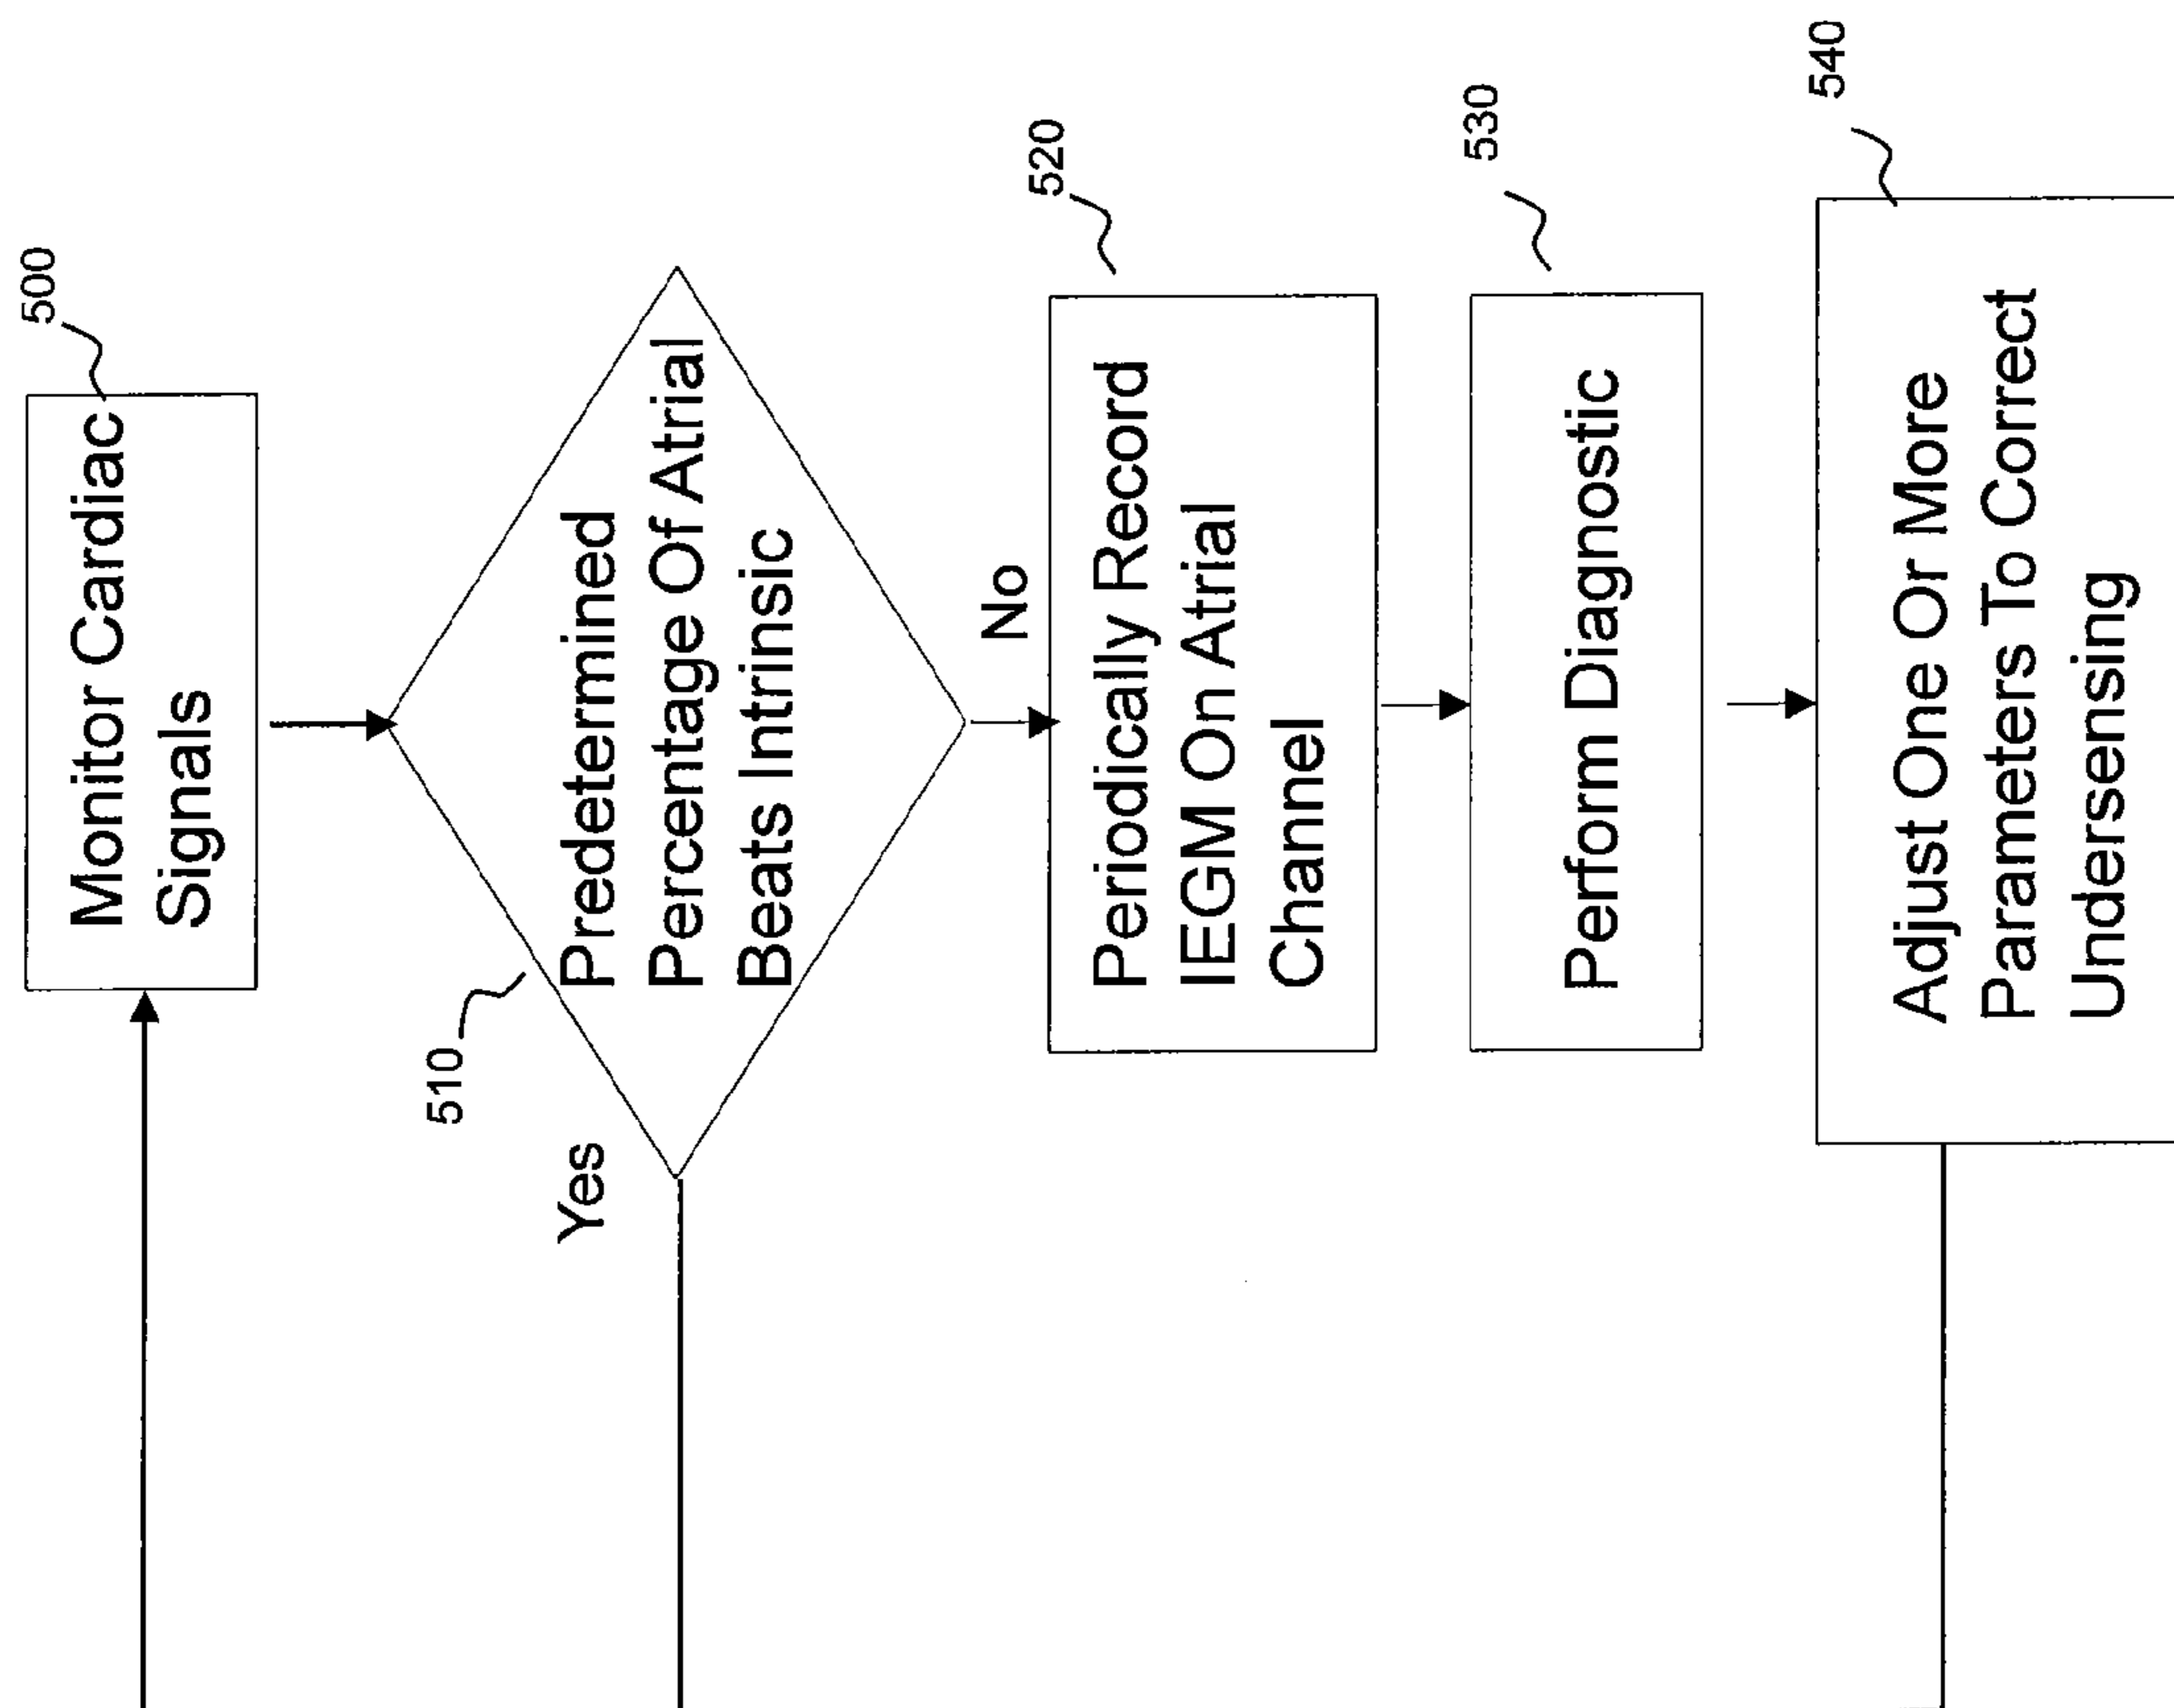 500
Monitor Cardiac
Signals
510
Predetermined
Percentage Of Atrial
Beats Intrinsic
Yes
No
520
Periodically Record
IEGM On Atrial
Channel
530
Perform Diagnostic
540
Adjust One Or More
Parameters To Correct
Undersensing